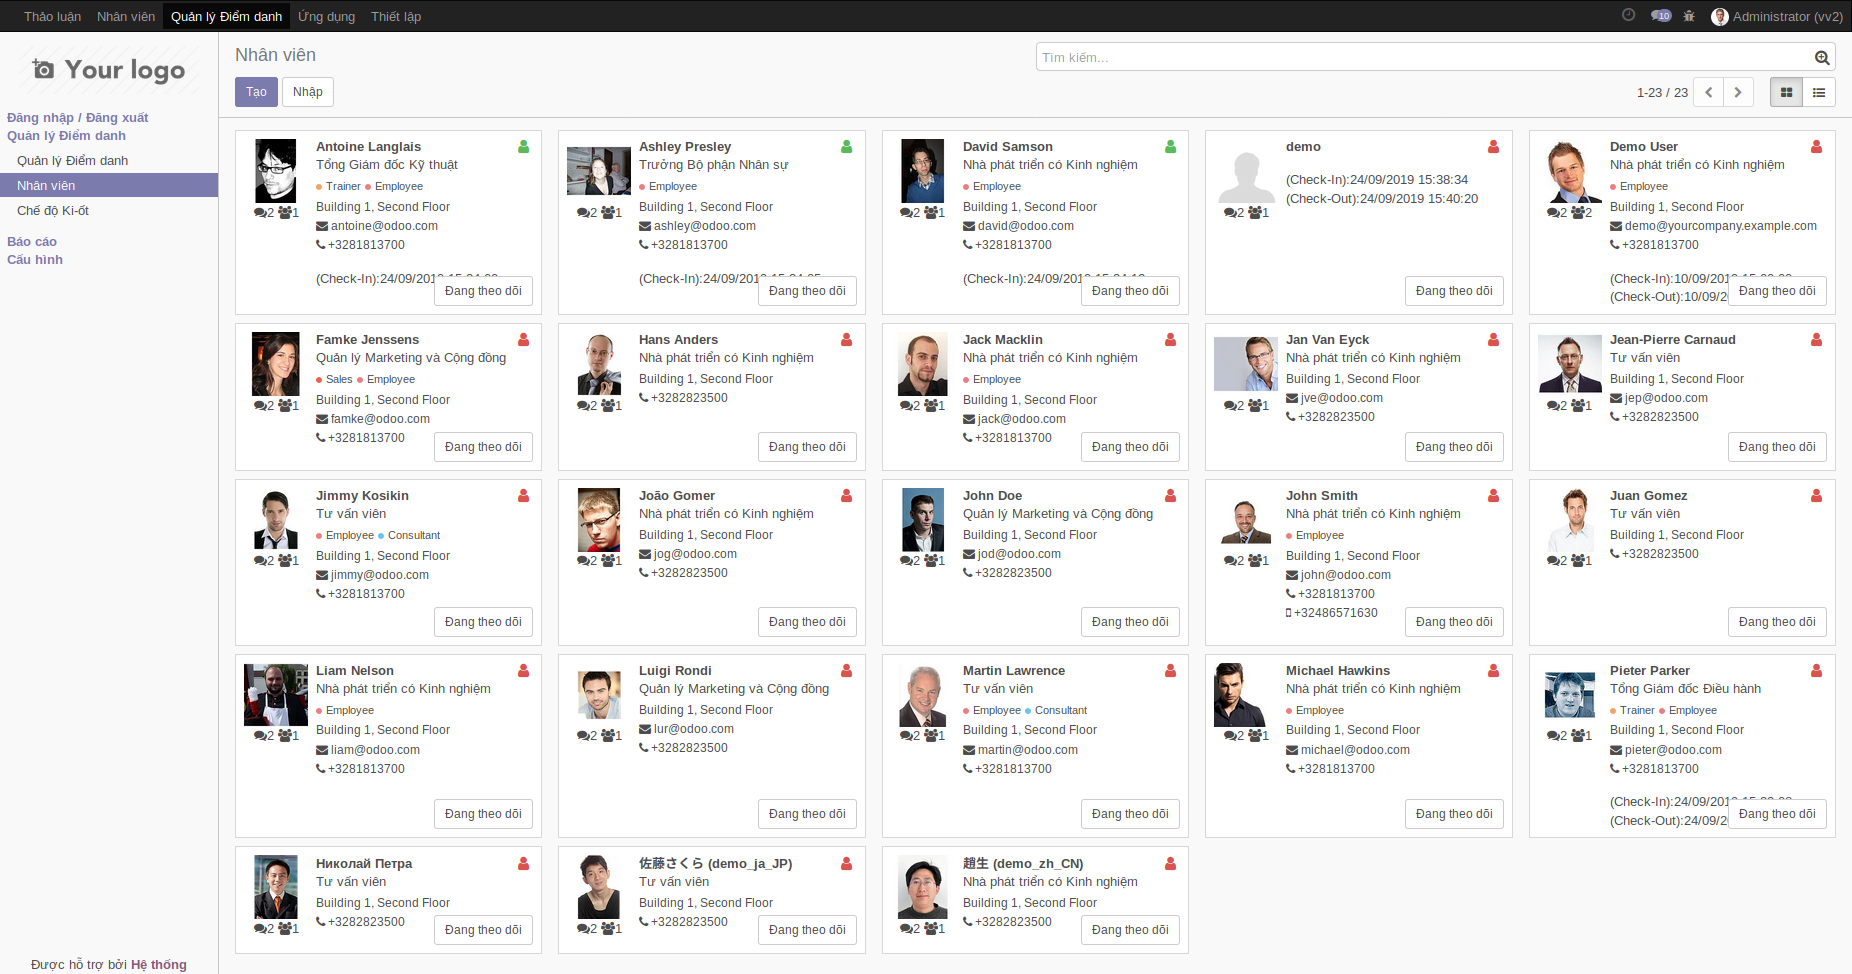 Thảo luận Nhân viên Quản lý Điểm danh Ứng dụng Thiết lập 10 Administrator (vv2)
Your logo
Đăng nhập / Đăng xuất
Quản lý Điểm danh
Quản lý Điểm danh
Nhân viên
Chế độ Ki-ốt
Báo cáo
Cấu hình
Được hỗ trợ bởi Hệ thống
Nhân viên
Tìm kiếm...
Tạo Nhập
1-23 / 23
Antoine Langlais
Tổng Giám đốc Kỹ thuật
Trainer Employee
Building 1, Second Floor
2 1
antoine@odoo.com
+3281813700
(Check-In):24/09/
Đang theo dõi
Ashley Presley
Trưởng Bộ phận Nhân sự
Employee
Building 1, Second Floor
2 1
ashley@odoo.com
+3281813700
(Check-In):24/09/
Đang theo dõi
David Samson
Nhà phát triển có Kinh nghiệm
Employee
Building 1, Second Floor
2 1
david@odoo.com
+3281813700
(Check-In):24/09/
Đang theo dõi
demo
(Check-In):24/09/2019 15:38:34
(Check-Out):24/09/2019 15:40:20
2 1
Đang theo dõi
Demo User
Nhà phát triển có Kinh nghiệm
Employee
Building 1, Second Floor
2 2
demo@yourcompany.example.com
+3281813700
(Check-In):10/09/
(Check-Out):10/09/
Đang theo dõi
Famke Jenssens
Quản lý Marketing và Cộng đồng
Sales Employee
Building 1, Second Floor
2 1
famke@odoo.com
+3281813700
Đang theo dõi
Hans Anders
Nhà phát triển có Kinh nghiệm
Building 1, Second Floor
+3282823500
2 1
Đang theo dõi
Jack Macklin
Nhà phát triển có Kinh nghiệm
Employee
Building 1, Second Floor
2 1
jack@odoo.com
+3281813700
Đang theo dõi
Jan Van Eyck
Nhà phát triển có Kinh nghiệm
Building 1, Second Floor
jve@odoo.com
2 1
+3282823500
Đang theo dõi
Jean-Pierre Carnaud
Tư vấn viên
Building 1, Second Floor
jep@odoo.com
2 1
+3282823500
Đang theo dõi
Jimmy Kosikin
Tư vấn viên
Employee Consultant
Building 1, Second Floor
2 1
jimmy@odoo.com
+3281813700
Đang theo dõi
João Gomer
Nhà phát triển có Kinh nghiệm
Building 1, Second Floor
jog@odoo.com
2 1
+3282823500
Đang theo dõi
John Doe
Quản lý Marketing và Cộng đồng
Building 1, Second Floor
jod@odoo.com
2 1
+3282823500
Đang theo dõi
John Smith
Nhà phát triển có Kinh nghiệm
Employee
Building 1, Second Floor
2 1
john@odoo.com
+3281813700
+32486571630
Đang theo dõi
Juan Gomez
Tư vấn viên
Building 1, Second Floor
+3282823500
2 1
Đang theo dõi
Liam Nelson
Nhà phát triển có Kinh nghiệm
Employee
Building 1, Second Floor
2 1
liam@odoo.com
+3281813700
Đang theo dõi
Luigi Rondi
Quản lý Marketing và Cộng đồng
Building 1, Second Floor
lur@odoo.com
2 1
+3282823500
Đang theo dõi
Martin Lawrence
Tư vấn viên
Employee Consultant
Building 1, Second Floor
2 1
martin@odoo.com
+3281813700
Đang theo dõi
Michael Hawkins
Nhà phát triển có Kinh nghiệm
Employee
Building 1, Second Floor
2 1
michael@odoo.com
+3281813700
Đang theo dõi
Pieter Parker
Tổng Giám đốc Điều hành
Trainer Employee
Building 1, Second Floor
2 1
pieter@odoo.com
+3281813700
(Check-In):24/09/
(Check-Out):24/09/
Đang theo dõi
Николай Петра
Tư vấn viên
Building 1, Second Floor
+3282823500
2 1
Đang theo dõi
佐藤さくら (demo_ja_JP)
Tư vấn viên
Building 1, Second Floor
+3282823500
2 1
Đang theo dõi
趙生 (demo_zh_CN)
Nhà phát triển có Kinh nghiệm
Building 1, Second Floor
+3282823500
2 1
Đang theo dõi